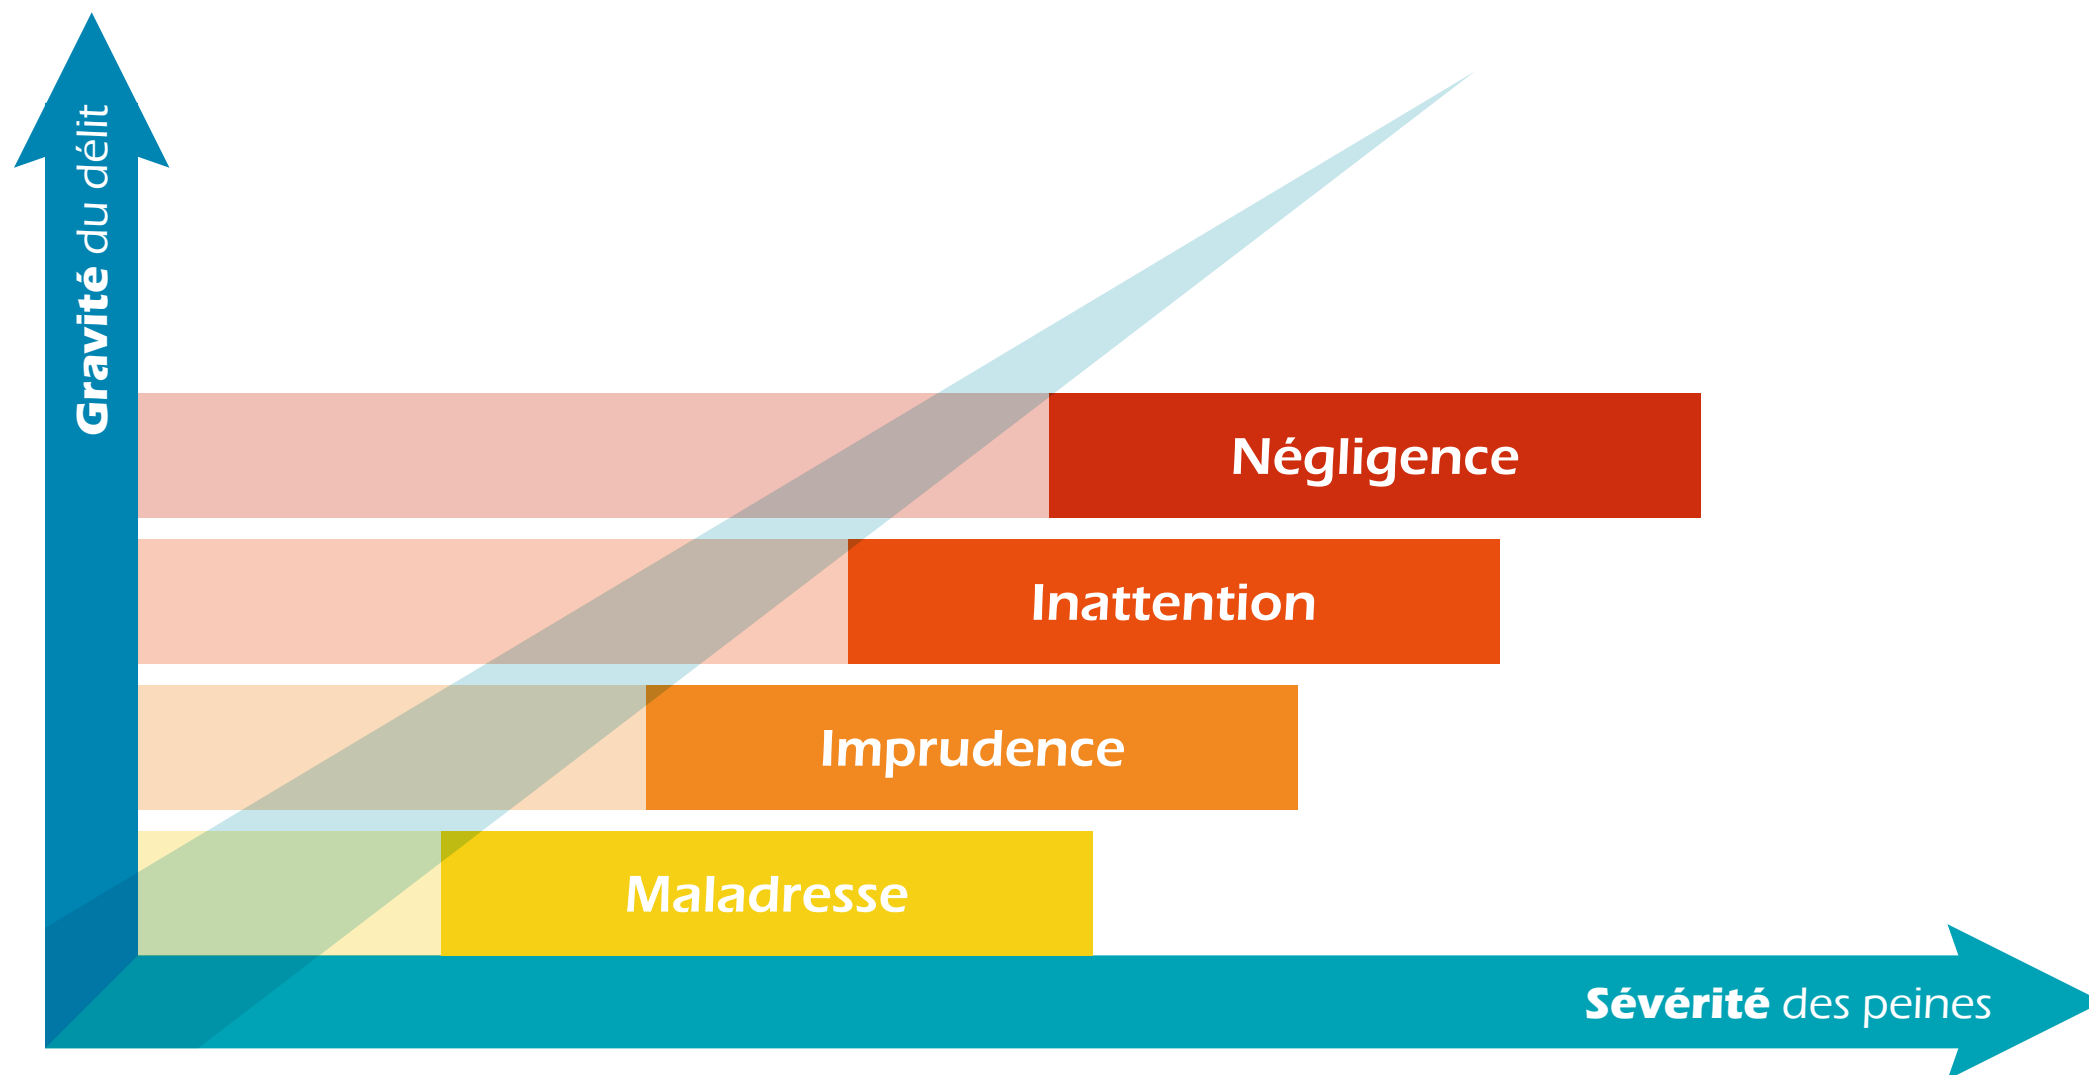 Gravité du délit
Négligence
Inattention
Imprudence
Maladresse
Sévérité des peines